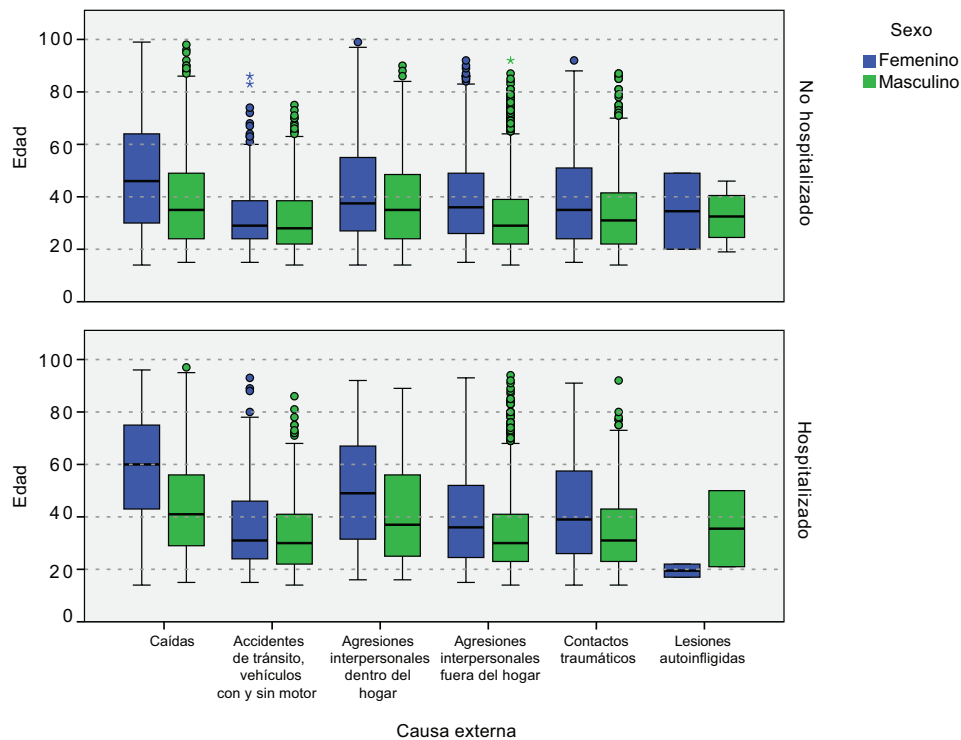 Sexo
Femenino
Masculino
Edad
100
80
60
40
20
0
No hospitalizado
Edad
100
80
60
40
20
0
Hospitalizado
Caídas
Accidentes
de tránsito,
vehículos
con y sin motor
Agresiones
interpersonales
dentro del
hogar
Agresiones
interpersonales
fuera del hogar
Contactos
traumáticos
Lesiones
autoinfligidas
Causa externa